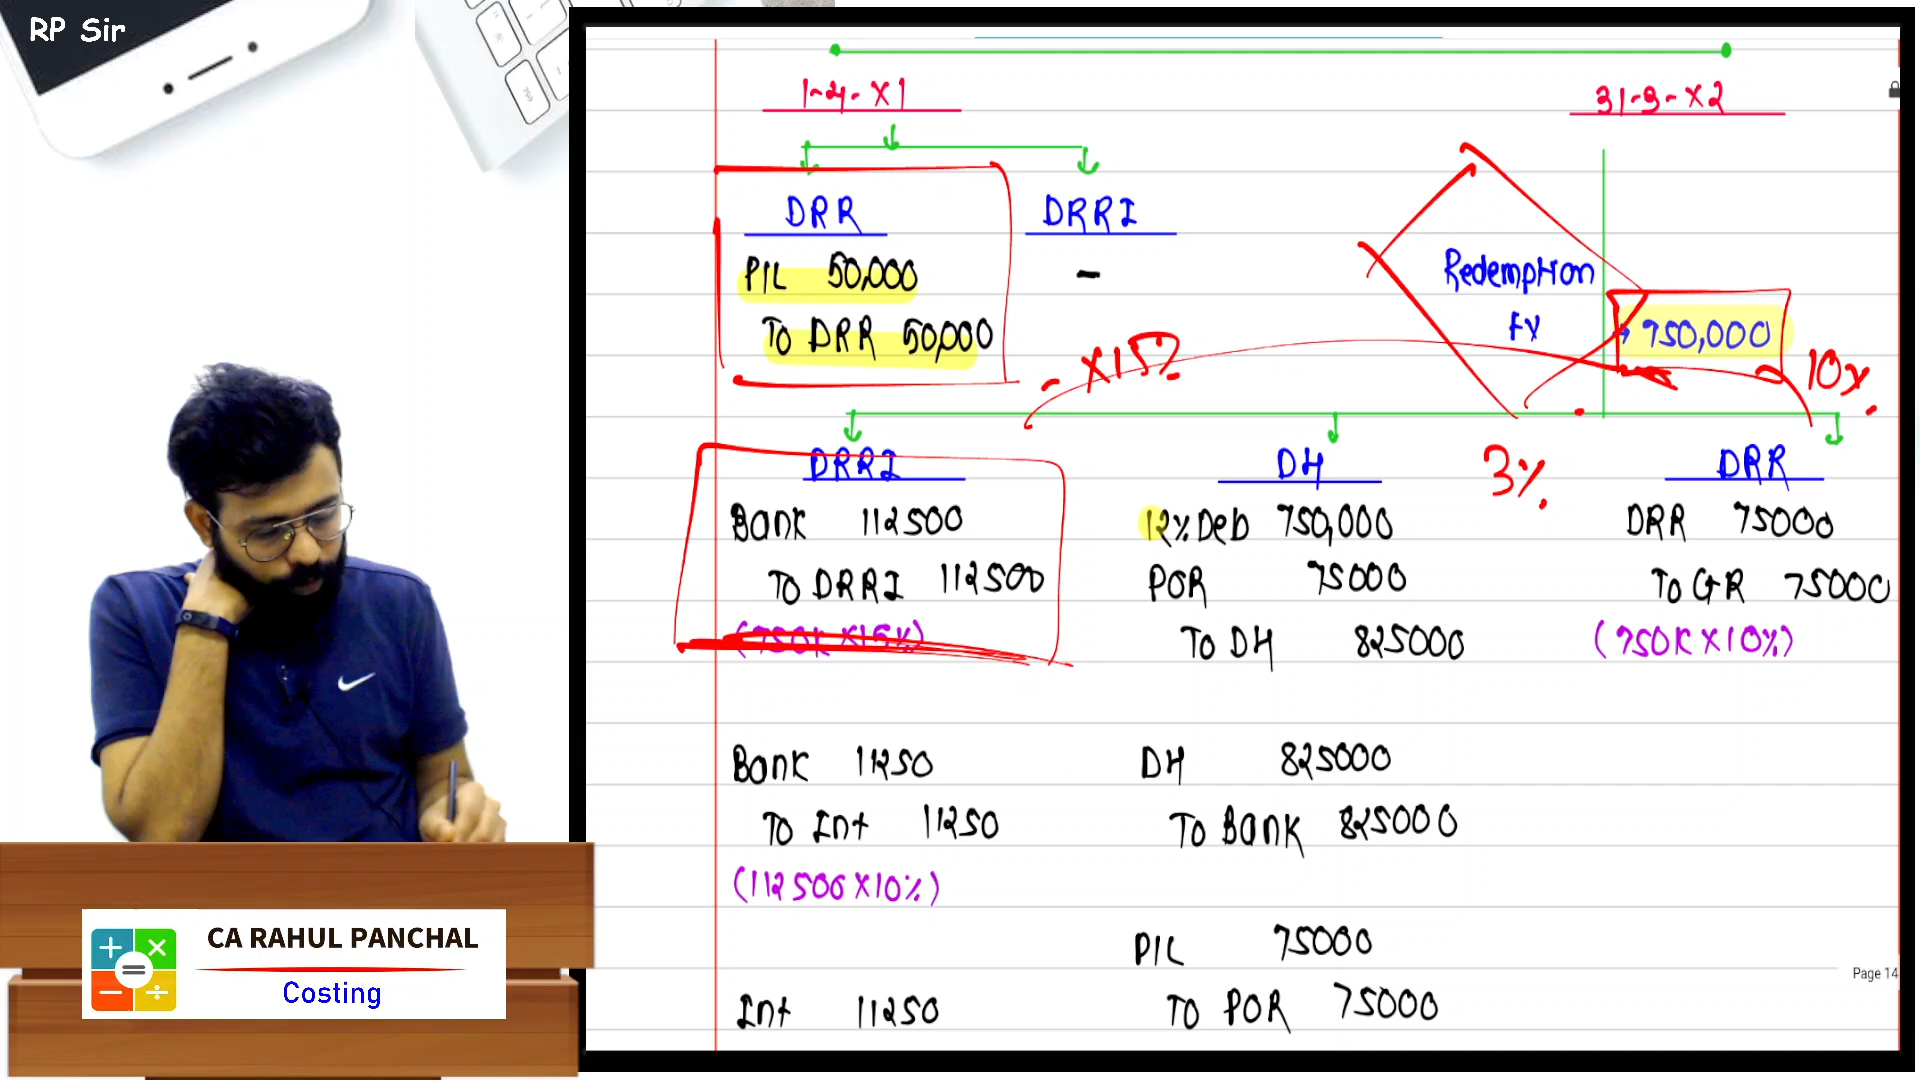 RP Sir
1-4-X1
31-3-X2
DRR
DRRI
P/L 50,000
-
To DRR 50,000
Redemption
FV
750,000
- X15%
10%.
DRRI
DH
3%.
DRR
Bank 112500
12% Deb 750,000
DRR 75000
To DRRI 112500
POR 75000
To GR 75000
(750K X15%)
To DH 825000
(750K X10%)
Bank 11250
DH 825000
To Int 11250
To Bank 825000
(112500 X10%)
P/L 75000
Int 11250
To POR 75000
Page 14
CA RAHUL PANCHAL
Costing